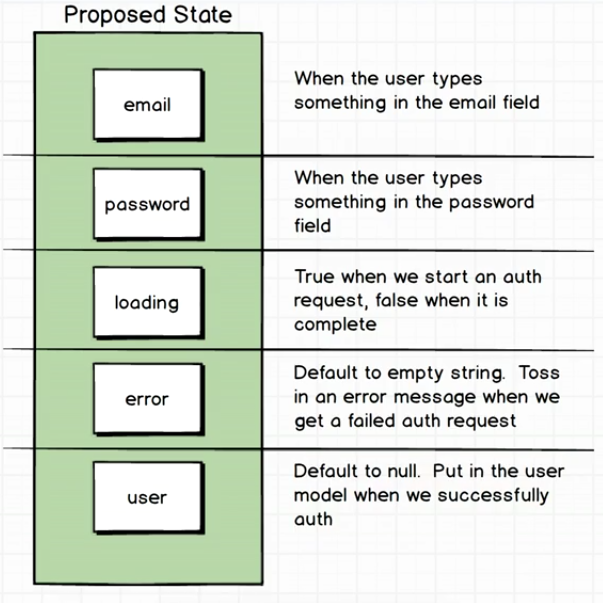 Proposed State
email
When the user types
something in the email field
password
When the user types
something in the password
field
loading
True when we start an auth
request, false when it is
complete
error
Default to empty string. Toss
in an error message when we
get a failed auth request
user
Default to null. Put in the user
model when we successfully
auth